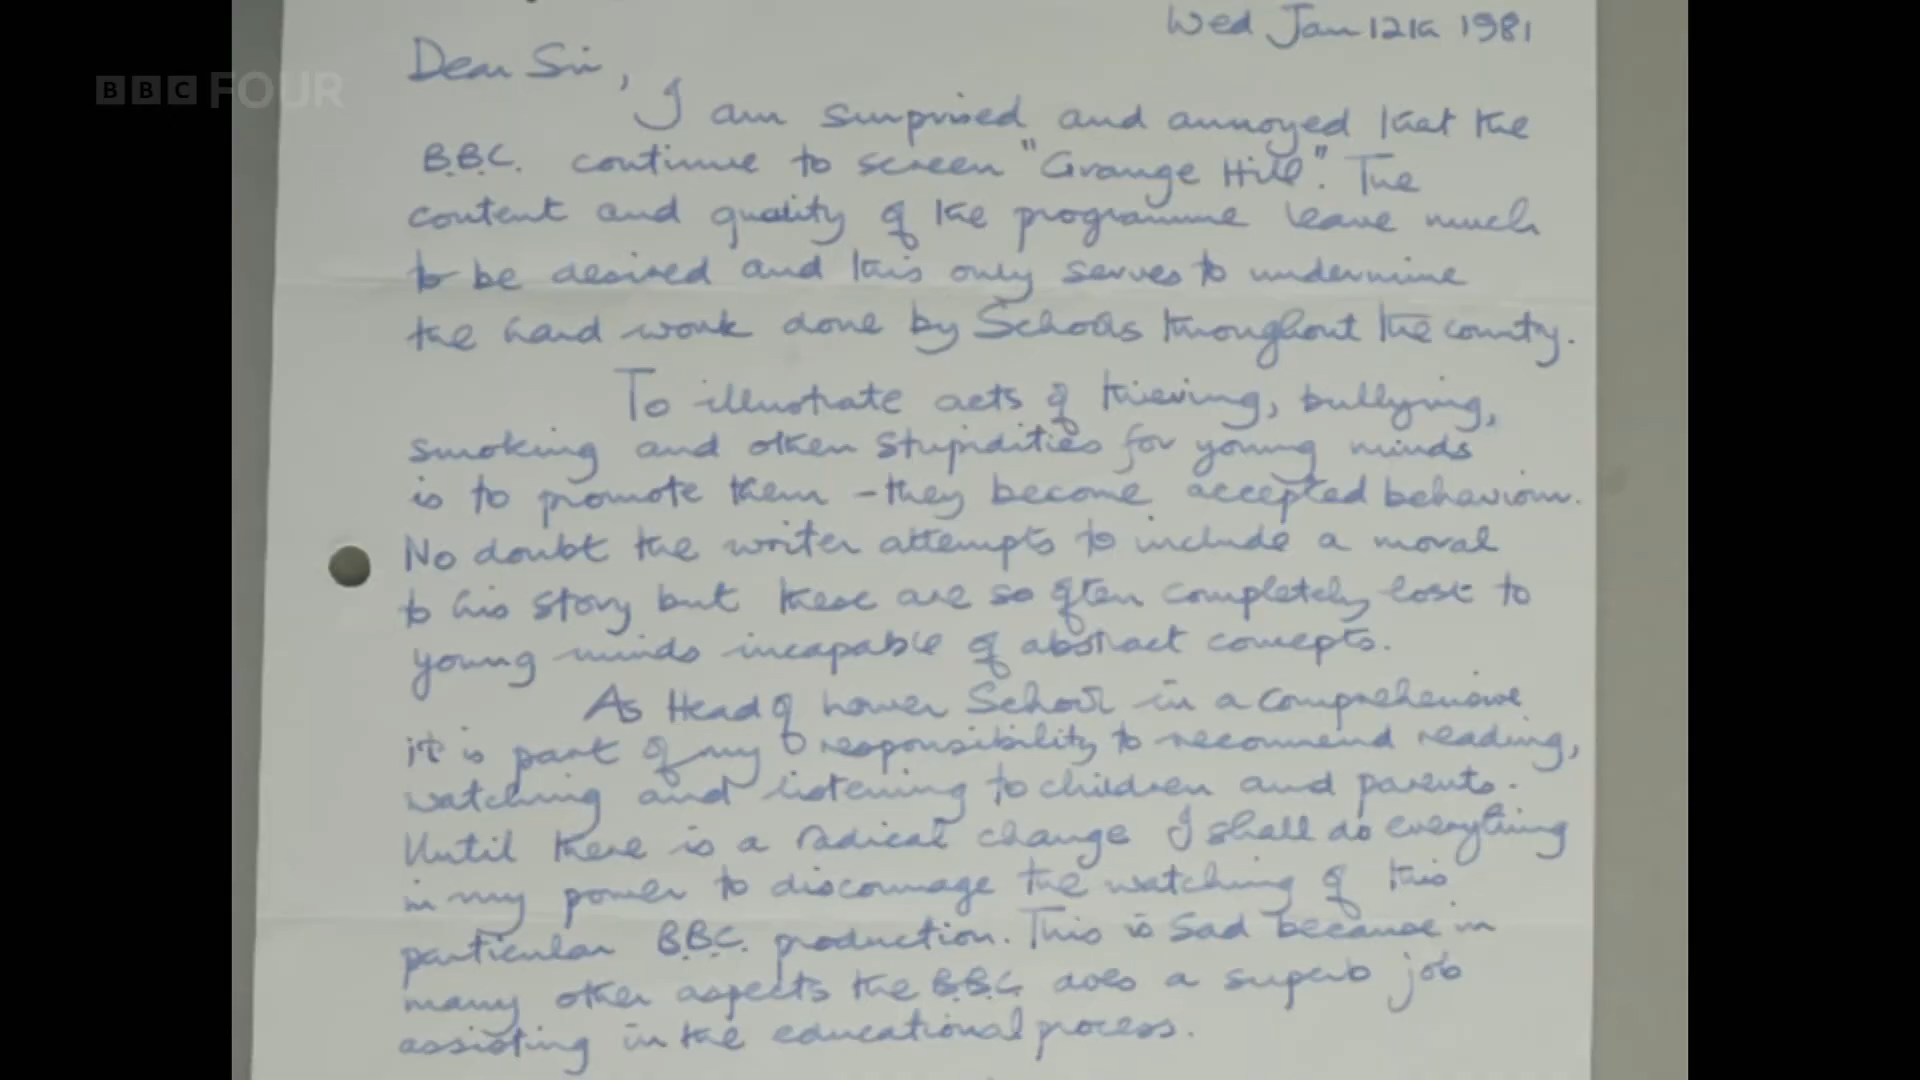 BBC FOUR
Wed Jan 12th 1981
Dear Sir,
I am surprised and annoyed that the
B.B.C. continue to screen "Grange Hill". The
content and quality of the programme leave much
to be desired and this only serves to undermine
the hard work done by Schools throughout the county.
To illustrate acts of thieving, bullying,
smoking and other stupidities for young minds
is to promote them - they become accepted behaviour.
No doubt the writer attempts to include a moral
to his story but these are so often completely lost to
young minds incapable of abstract concepts.
As Head of Lower School in a comprehensive
it is part of my responsibility to recommend reading,
watching and listening to children and parents.
Until there is a radical change I shall do everything
in my power to discourage the watching of this
particular B.B.C. production. This is sad because in
many other aspects the B.B.C. does a superb job
assisting in the educational process.